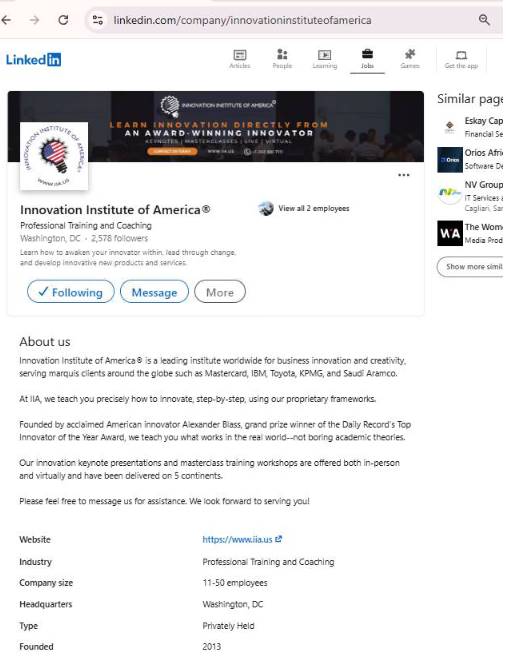 linkedin.com/company/innovationinstituteofamerica
Linked in
Articles
People
Learning
Jobs
Games
Get the app
INNOVATION INSTITUTE OF AMERICA®
LEARN INNOVATION DIRECTLY FROM
AN AWARD-WINNING INNOVATOR
KEYNOTES | MASTERCLASSES | LIVE | VIRTUAL
WWW.IIA.US
INNOVATION INSTITUTE OF AMERICA
WWW.IIA.US
Innovation Institute of America®
View all 2 employees
Professional Training and Coaching
Washington, DC · 2,578 followers
Learn how to awaken your innovator within, lead through change,
and develop innovative new products and services.
Following
Message
More
Similar page
Eskay Cap
Financial Se
Orios
Orios Afri
Software De
NV Group
IT Services a
Cagliari, Sar
W\A
The Wom
Media Prod
Show more simil
About us
Innovation Institute of America® is a leading institute worldwide for business innovation and creativity,
serving marquis clients around the globe such as Mastercard, IBM, Toyota, KPMG, and Saudi Aramco.
At IIA, we teach you precisely how to innovate, step-by-step, using our proprietary frameworks.
Founded by acclaimed American innovator Alexander Blass, grand prize winner of the Daily Record's Top
Innovator of the Year Award, we teach you what works in the real world--not boring academic theories.
Our innovation keynote presentations and masterclass training workshops are offered both in-person
and virtually and have been delivered on 5 continents.
Please feel free to message us for assistance. We look forward to serving you!
Website
https://www.iia.us
Industry
Professional Training and Coaching
Company size
11-50 employees
Headquarters
Washington, DC
Type
Privately Held
Founded
2013